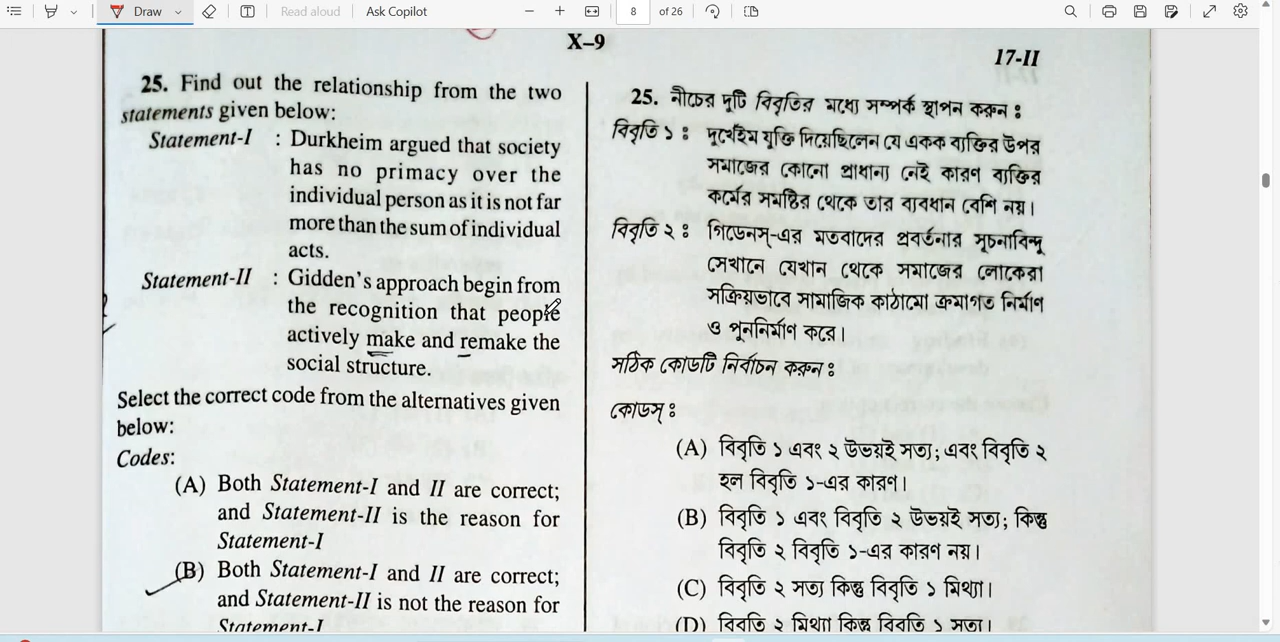 Draw
Read aloud
Ask Copilot
8
of 26
X–9
17-II
25. Find out the relationship from the two
statements given below:
Statement-I : Durkheim argued that society
has no primacy over the
individual person as it is not far
more than the sum of individual
acts.
Statement-II : Gidden's approach begin from
the recognition that people
actively make and remake the
social structure.
Select the correct code from the alternatives given
below:
Codes:
(A) Both Statement-I and II are correct;
and Statement-II is the reason for
Statement-I
(B) Both Statement-I and II are correct;
and Statement-II is not the reason for
Statement-I
25. নীচের দুটি বিবৃতির মধ্যে সম্পর্ক স্থাপন করুন :
বিবৃতি ১ : দুর্খেইম যুক্তি দিয়েছিলেন যে একক ব্যক্তির উপর
সমাজের কোনো প্রাধান্য নেই কারণ ব্যক্তির
কর্মের সমষ্টির থেকে তার ব্যবধান বেশি নয়।
বিবৃতি ২ : গিডেনস্-এর মতবাদের প্রবর্তনার সূচনাবিন্দু
সেখানে যেখান থেকে সমাজের লোকেরা
সক্রিয়ভাবে সামাজিক কাঠামো ক্রমাগত নির্মাণ
ও পুননির্মাণ করে।
সঠিক কোডটি নির্বাচন করুন :
কোডস্ :
(A) বিবৃতি ১ এবং ২ উভয়ই সত্য; এবং বিবৃতি ২
হল বিবৃতি ১-এর কারণ।
(B) বিবৃতি ১ এবং বিবৃতি ২ উভয়ই সত্য; কিন্তু
বিবৃতি ২ বিবৃতি ১-এর কারণ নয়।
(C) বিবৃতি ২ সত্য কিন্তু বিবৃতি ১ মিথ্যা।
(D) বিবৃতি ২ মিথ্যা কিন্তু বিবৃতি ১ সত্য।